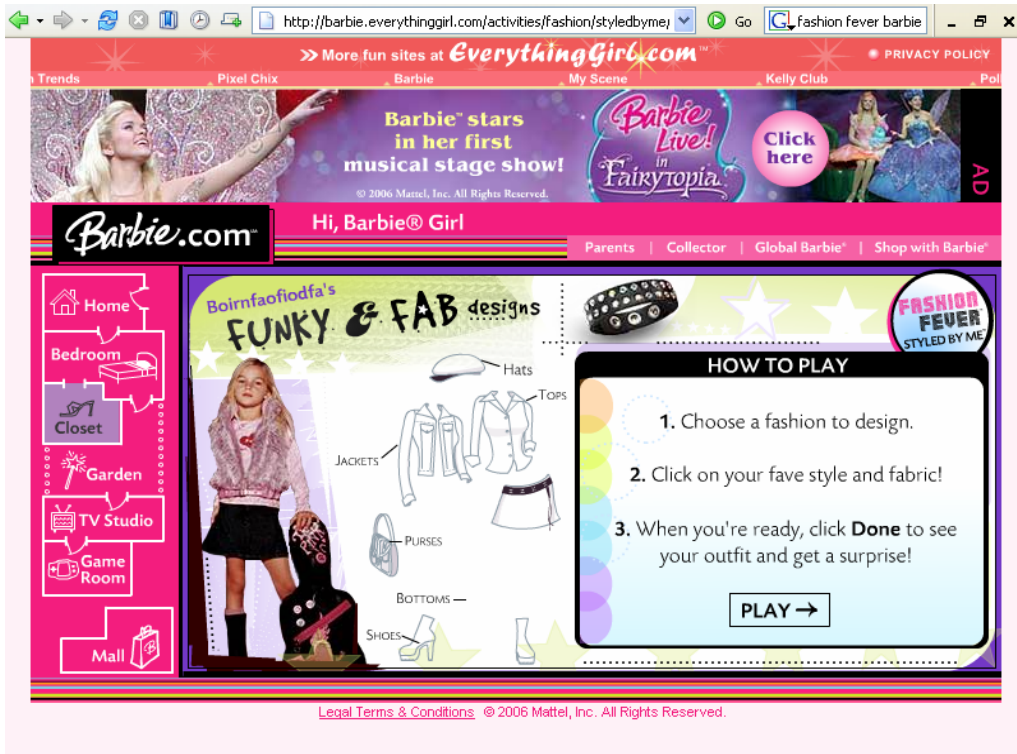 http://barbie.everythinggirl.com/activities/fashion/styledbyme/
Go
fashion fever barbie
More fun sites at EverythingGirl.com™
PRIVACY POLICY
n Trends
Pixel Chix
Barbie
My Scene
Kelly Club
Pol
Barbie™ stars
in her first
musical stage show!
© 2006 Mattel, Inc. All Rights Reserved.
Barbie
Live!
in
Fairytopia
Click
here
AD
Barbie.com™
Hi, Barbie® Girl
Parents | Collector | Global Barbie® | Shop with Barbie®
Home
Bedroom
Closet
Garden
TV Studio
Game
Room
Mall
B
Boirnfaofiodfa's
FUNKY & FAB designs
Hats
TOPS
JACKETS
PURSES
BOTTOMS
SHOES
FASHION
FEVER
STYLED BY ME™
HOW TO PLAY
1. Choose a fashion to design.
2. Click on your fave style and fabric!
3. When you're ready, click Done to see
your outfit and get a surprise!
PLAY →
Legal Terms & Conditions © 2006 Mattel, Inc. All Rights Reserved.